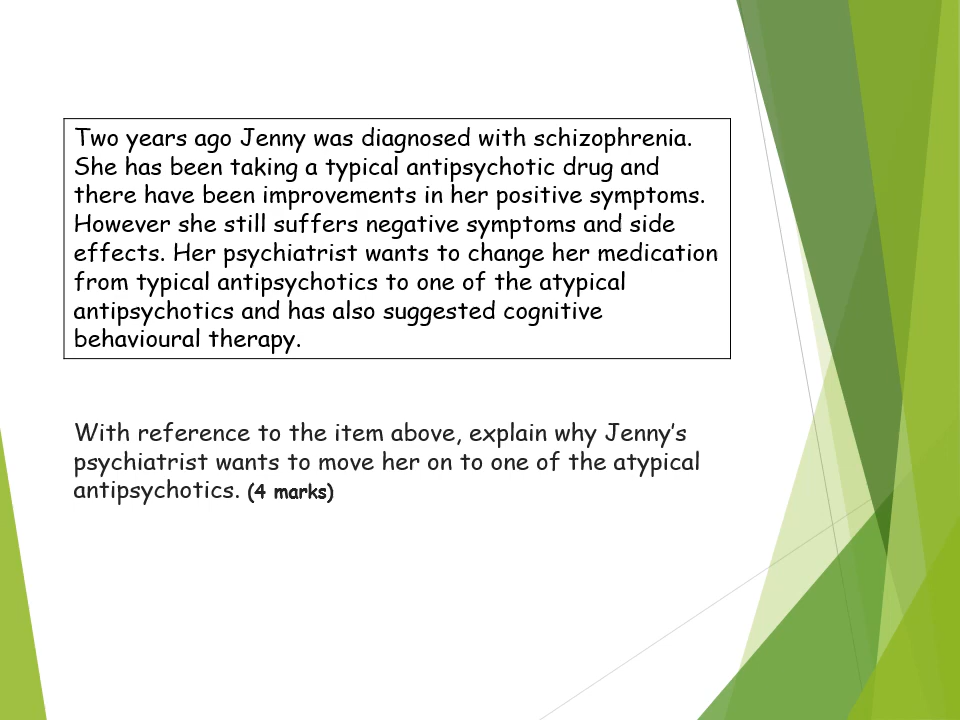 Two years ago Jenny was diagnosed with schizophrenia.
She has been taking a typical antipsychotic drug and
there have been improvements in her positive symptoms.
However she still suffers negative symptoms and side
effects. Her psychiatrist wants to change her medication
from typical antipsychotics to one of the atypical
antipsychotics and has also suggested cognitive
behavioural therapy.
With reference to the item above, explain why Jenny’s
psychiatrist wants to move her on to one of the atypical
antipsychotics. (4 marks)